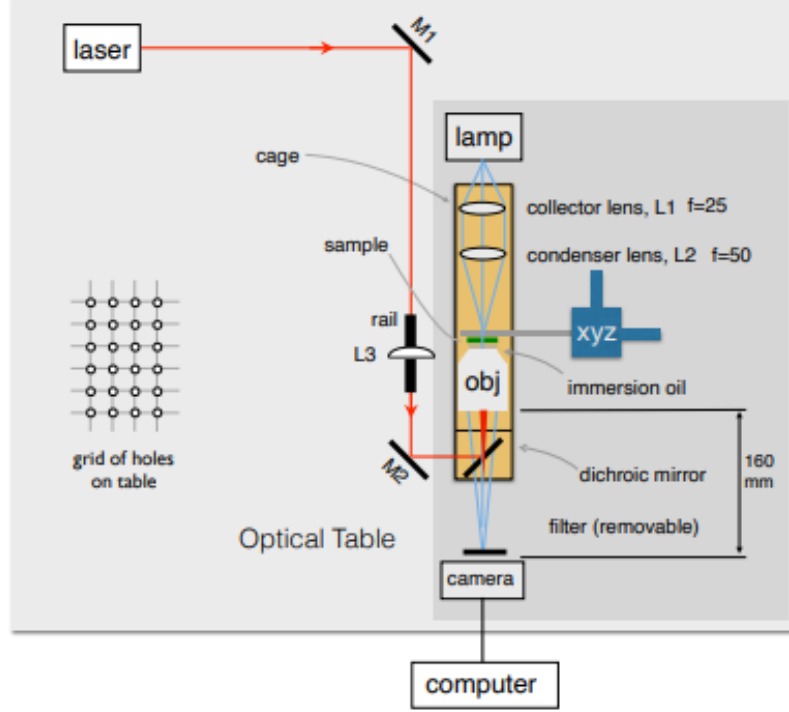 laser
M1
lamp
cage
collector lens, L1 f=25
condenser lens, L2 f=50
sample
rail
xyz
L3
obj
immersion oil
grid of holes
on table
M2
dichroic mirror
160
mm
Optical Table
filter (removable)
camera
computer